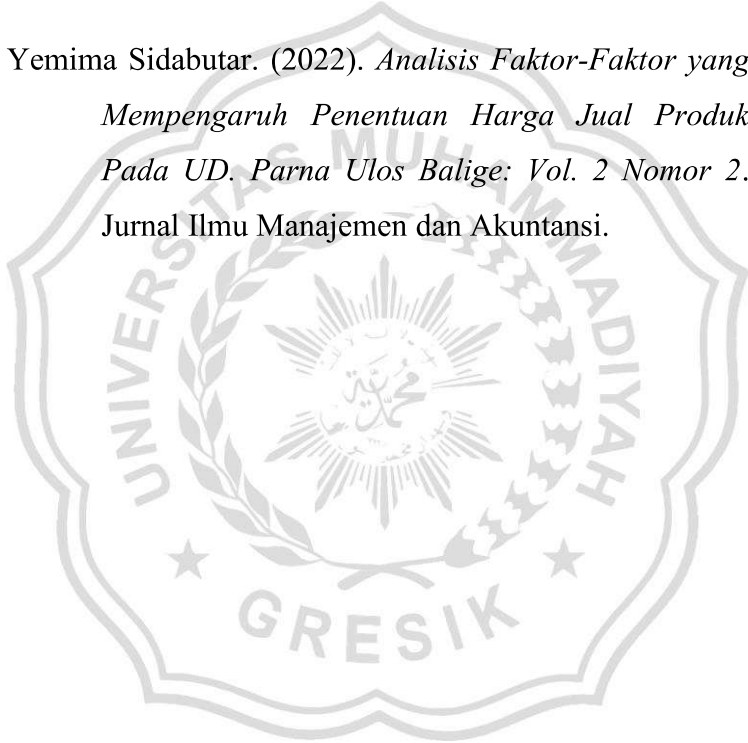 Yemima Sidabutar. (2022). Analisis Faktor-Faktor yang
Mempengaruh Penentuan Harga Jual Produk
Pada UD. Parna Ulos Balige: Vol. 2 Nomor 2.
Jurnal Ilmu Manajemen dan Akuntansi.
UNIVERSITAS MUHAMMADIYAH
GRESIK